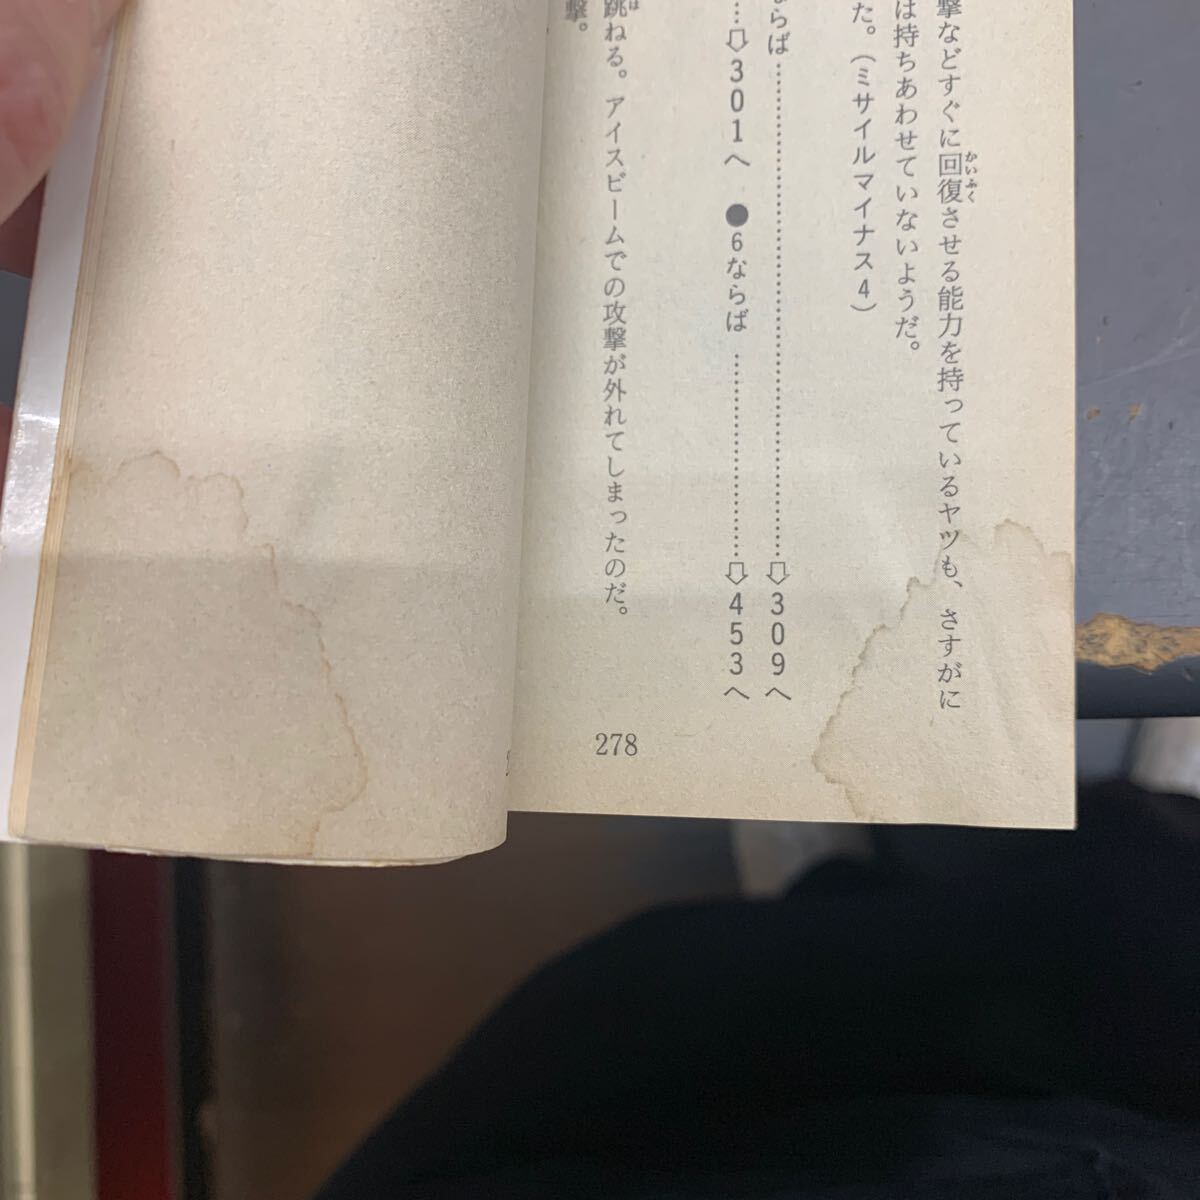 撃などすぐに回復させる能力を持っているヤツも、さすがに
は持ちあわせていないようだ。
た。（ミサイルマイナス4）
ならば……⇩309へ
……⇩301へ ●6ならば ……⇩453へ
跳ねる。アイスビームでの攻撃が外れてしまったのだ。
撃。
278